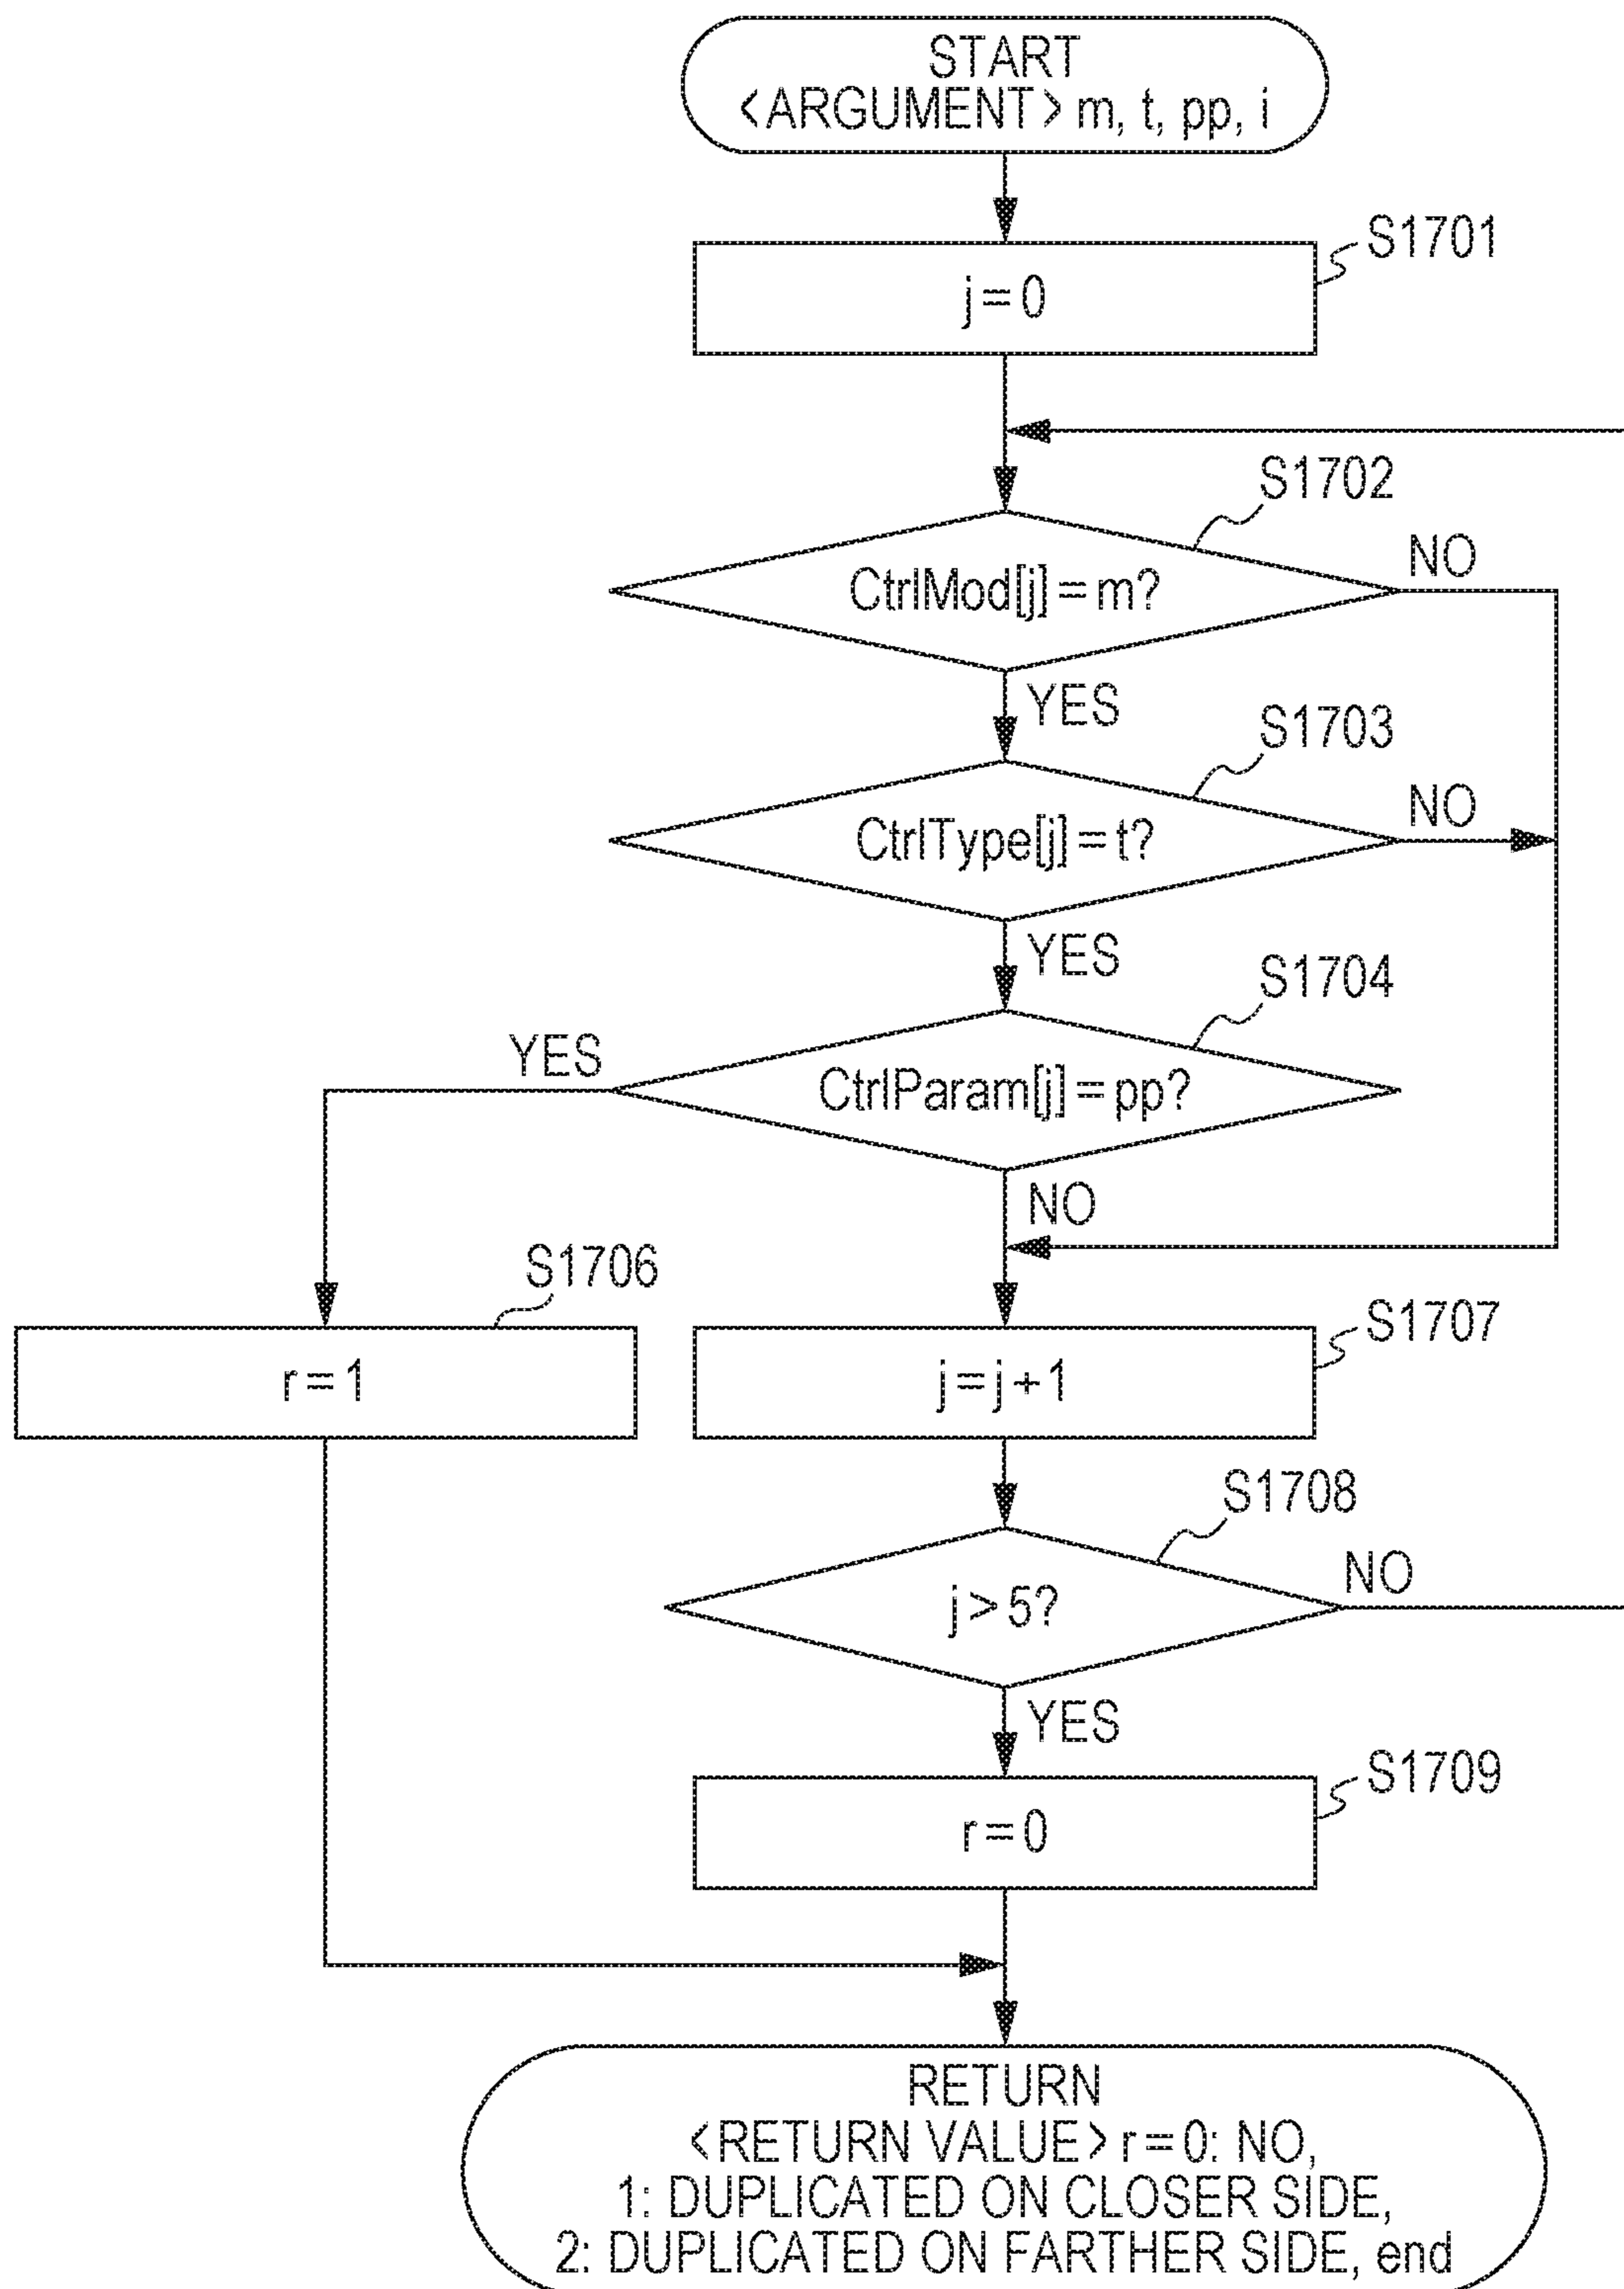 START
<ARGUMENT> m, t, pp, i
S1701
j = 0
S1702
CtrlMod[j] = m?
NO
YES
S1703
CtrlType[j] = t?
NO
YES
S1704
YES
CtrlParam[j] = pp?
NO
S1706
r = 1
S1707
j = j + 1
S1708
j > 5?
NO
YES
S1709
r = 0
RETURN
<RETURN VALUE> r = 0: NO,
1: DUPLICATED ON CLOSER SIDE,
2: DUPLICATED ON FARTHER SIDE, end